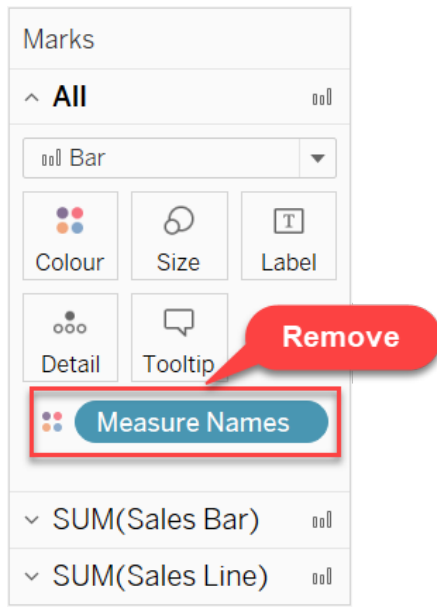 Marks
All
Bar
Colour Size Label
T
Detail Tooltip
Remove
Measure Names
SUM(Sales Bar)
SUM(Sales Line)